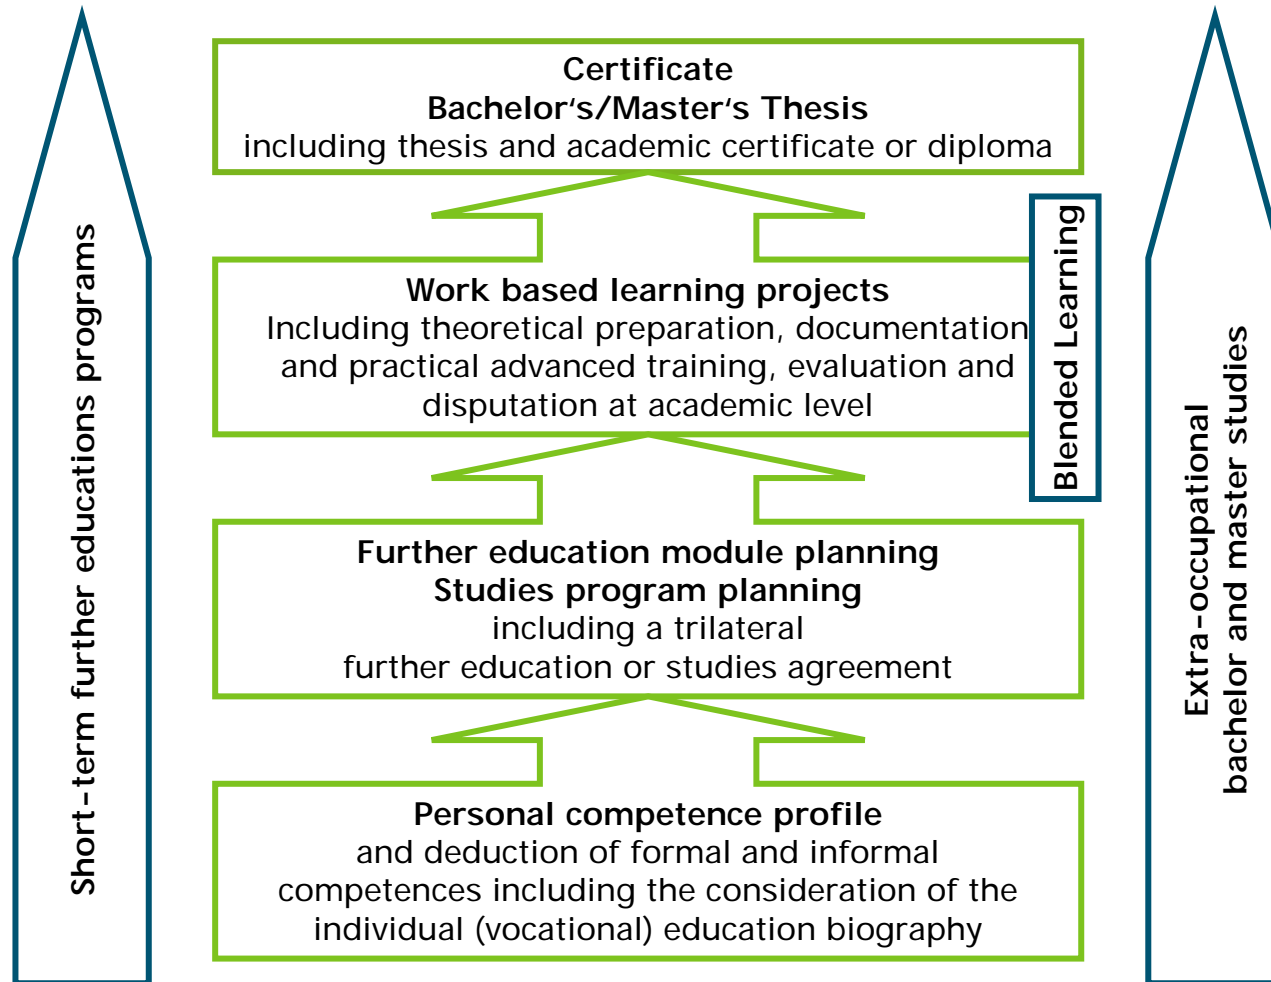 Certificate
Bachelor‘s/Master‘s Thesis
including thesis and academic certificate or diploma
Work based learning projects
Including theoretical preparation, documentation
and practical advanced training, evaluation and
disputation at academic level
Blended Learning
Further education module planning
Studies program planning
including a trilateral
further education or studies agreement
Personal competence profile
and deduction of formal and informal
competences including the consideration of the
individual (vocational) education biography
Short-term further educations programs
Extra-occupational
bachelor and master studies